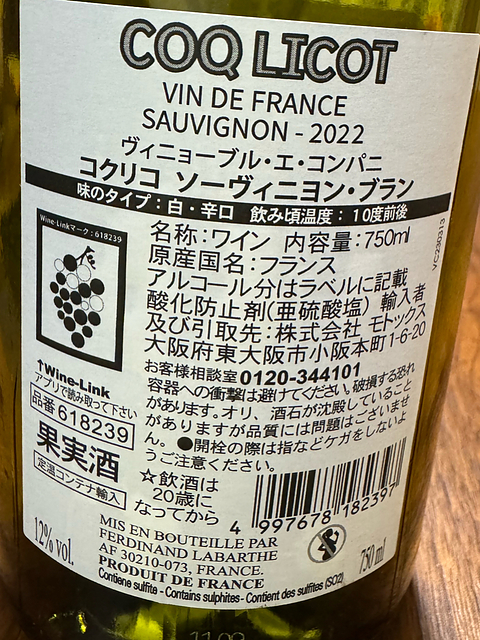 COQ LICOT
VIN DE FRANCE
SAUVIGNON - 2022
ヴィニョーブル・エ・コンパニ
コクリコ ソーヴィニヨン・ブラン
味のタイプ：白・辛口 飲み頃温度：10度前後
Wine-Linkマーク：618239
↑Wine-Link
アプリで読み取って下さい
品番 618239
果実酒
定温コンテナ輸入
名称：ワイン 内容量：750ml
原産国名：フランス
アルコール分はラベルに記載
酸化防止剤(亜硫酸塩) 輸入者
及び引取先：株式会社 モトックス
大阪府東大阪市小阪本町1-6-20
お客様相談室 0120-344101
容器への衝撃は避けてください。破損する恐れ
があります。オリ、酒石が沈殿していること
がありますが品質には問題はございませ
ん。●開栓の際は指などケガをしないよ
うご注意ください。
☆飲酒は
20歳に
なってから
4 997678 182397
VC230313
12% vol.
MIS EN BOUTEILLE PAR
FERDINAND LABARTHE
AF 30210-073, FRANCE.
PRODUIT DE FRANCE
750 ml
Contiene sulfite - Contains sulphites - Contient des sulfites (SO2)